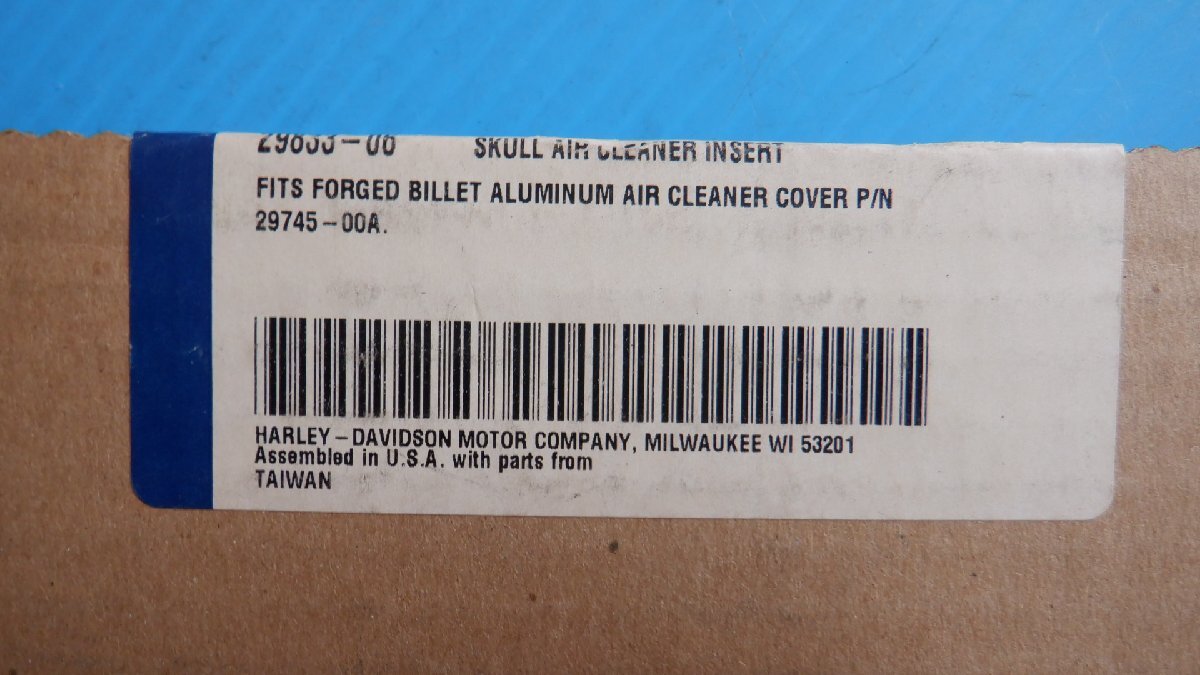 SKULL AIR CLEANER INSERT
FITS FORGED BILLET ALUMINUM AIR CLEANER COVER P/N
29745-00A.
HARLEY-DAVIDSON MOTOR COMPANY, MILWAUKEE WI 53201
Assembled in U.S.A. with parts from
TAIWAN